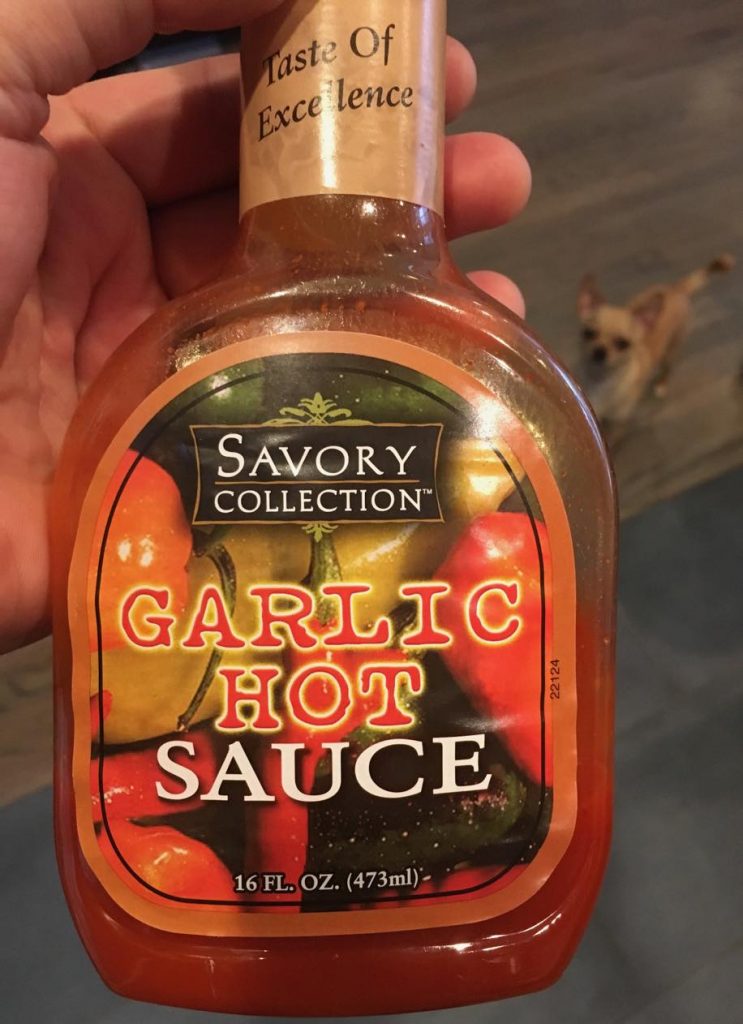 Taste Of
Excellence
SAVORY
COLLECTION™
GARLIC
HOT
SAUCE
22124
16 FL. OZ. (473ml)